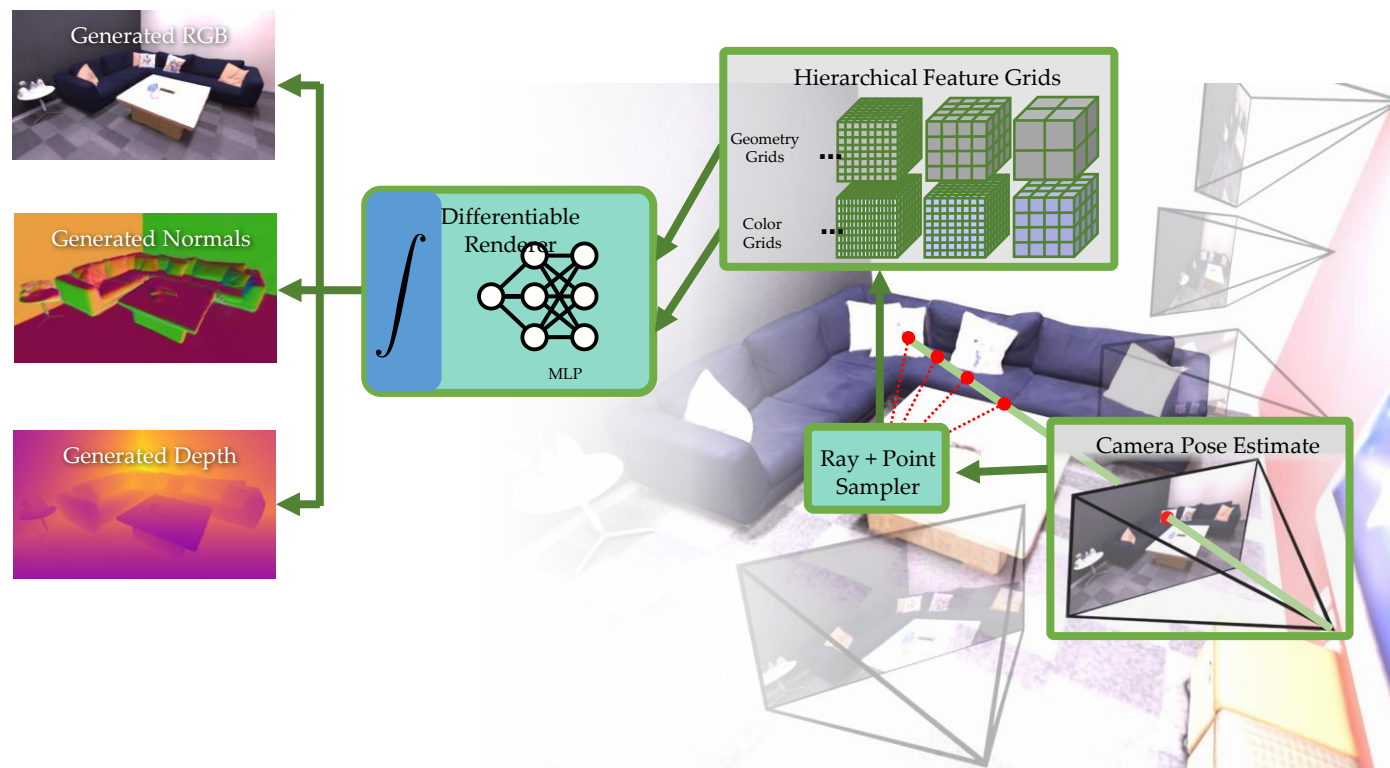 Generated RGB
Generated Normals
Generated Depth
Differentiable
Renderer
∫
MLP
Hierarchical Feature Grids
Geometry
Grids
...
Color
Grids
...
Ray + Point
Sampler
Camera Pose Estimate